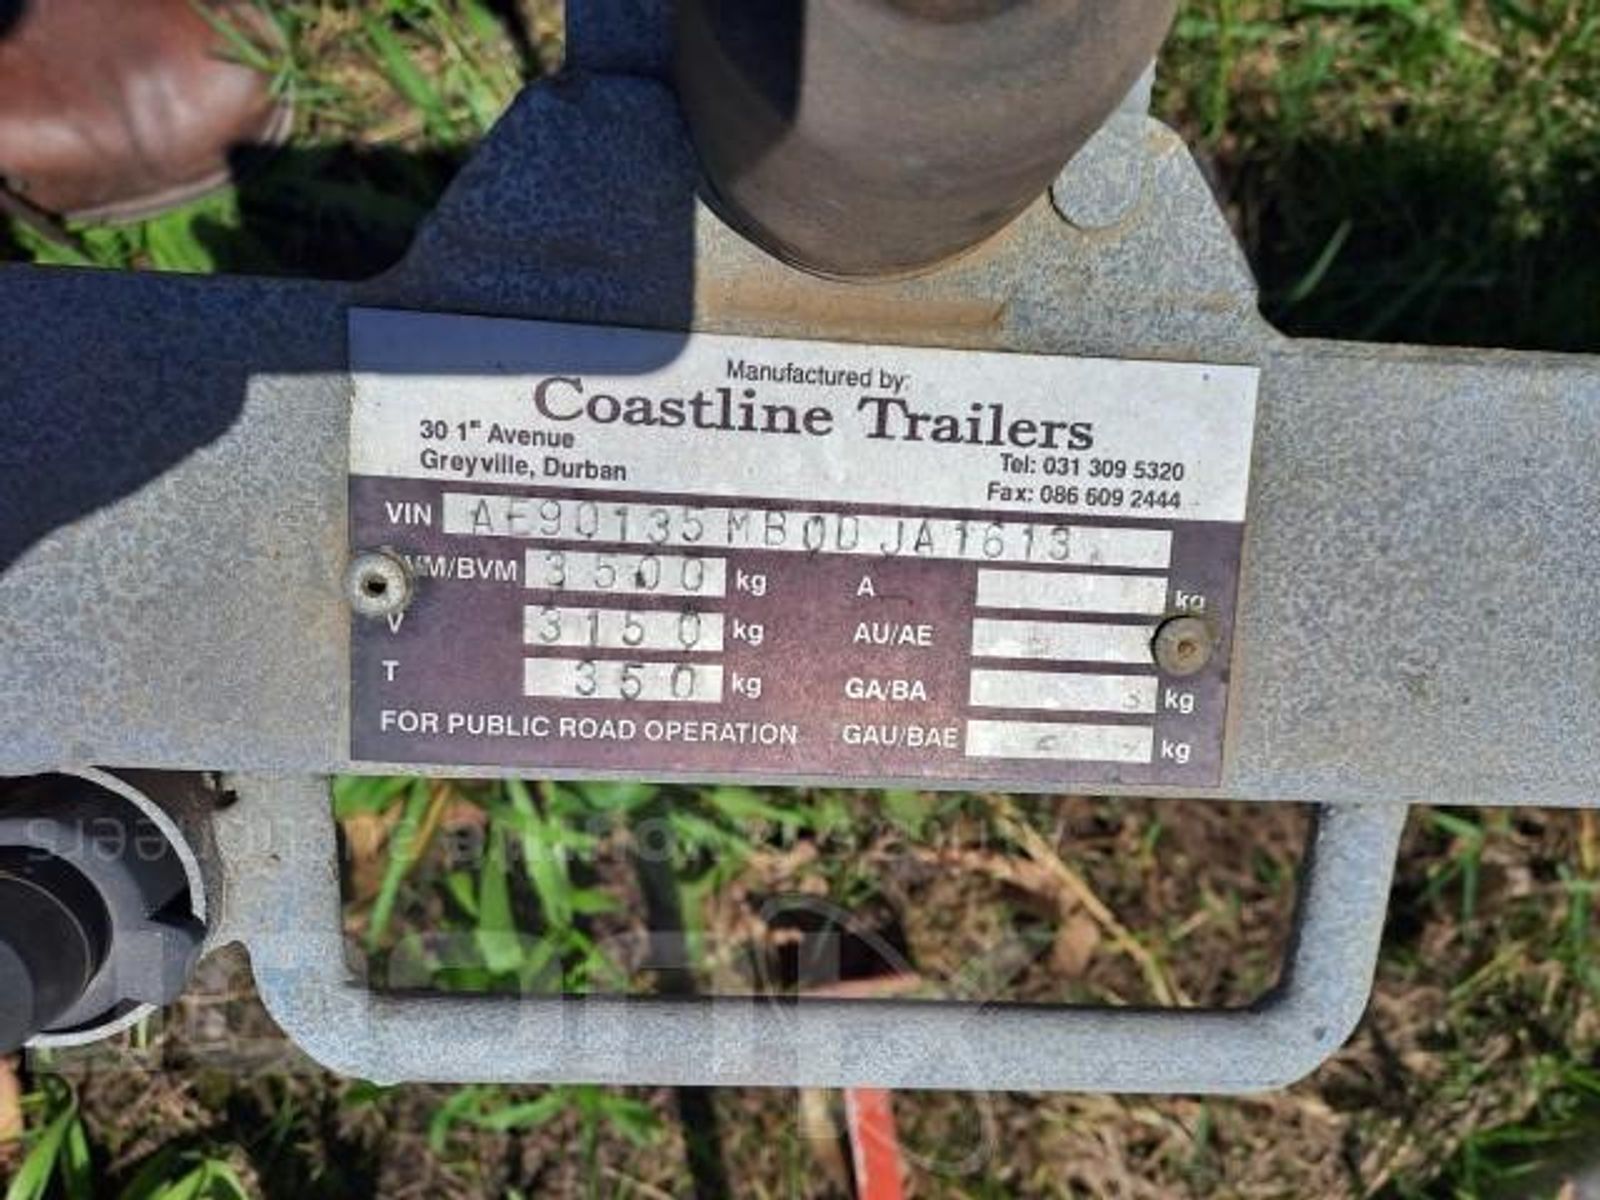 Manufactured by:
Coastline Trailers
30 1st Avenue
Greyville, Durban
Tel: 031 309 5320
Fax: 086 609 2444
VIN AE90135MB0DJA1613
VM/BVM 3500 kg A kg
V 3150 kg AU/AE
T 350 kg GA/BA kg
FOR PUBLIC ROAD OPERATION GAU/BAE kg